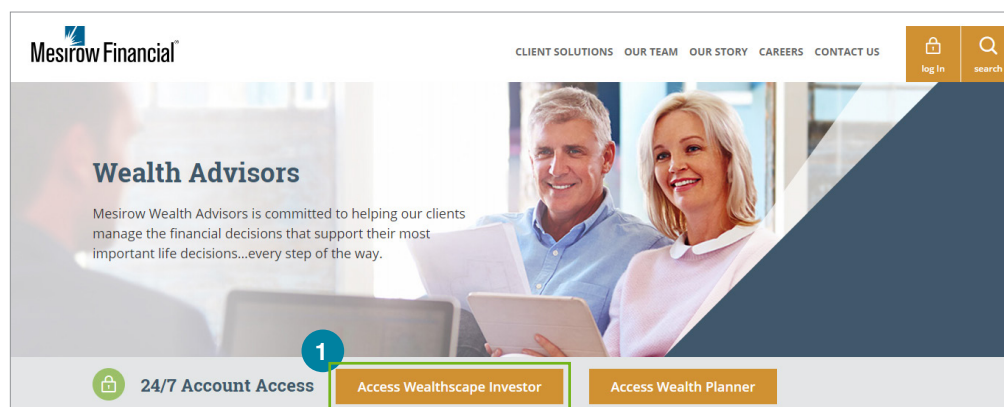 Mesirow Financial®
CLIENT SOLUTIONS OUR TEAM OUR STORY CAREERS CONTACT US
log In
search
Wealth Advisors
Mesirow Wealth Advisors is committed to helping our clients
manage the financial decisions that support their most
important life decisions...every step of the way.
1
24/7 Account Access
Access Wealthscape Investor
Access Wealth Planner